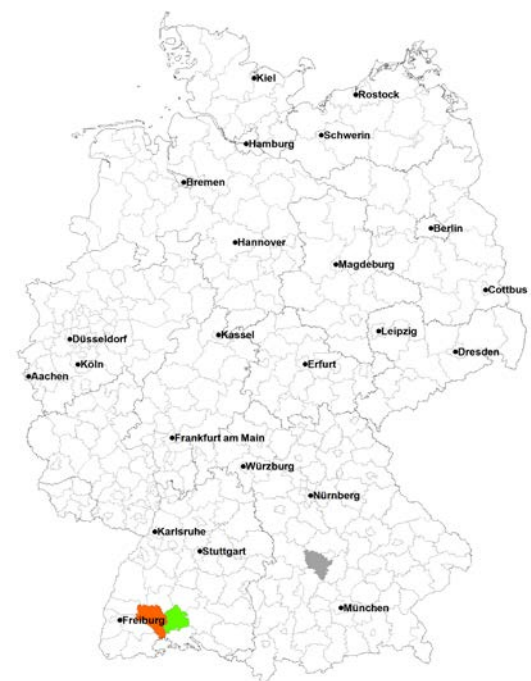 Kiel
Rostock
Schwerin
Hamburg
Bremen
Berlin
Hannover
Magdeburg
Cottbus
Leipzig
Kassel
Düsseldorf
Dresden
Köln
Erfurt
Aachen
Frankfurt am Main
Würzburg
Nürnberg
Karlsruhe
Stuttgart
München
Freiburg